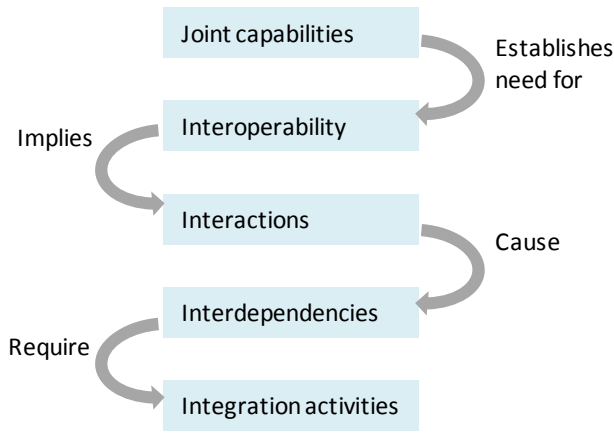 Joint capabilities
Establishes
need for
Interoperability
Implies
Interactions
Cause
Interdependencies
Require
Integration activities